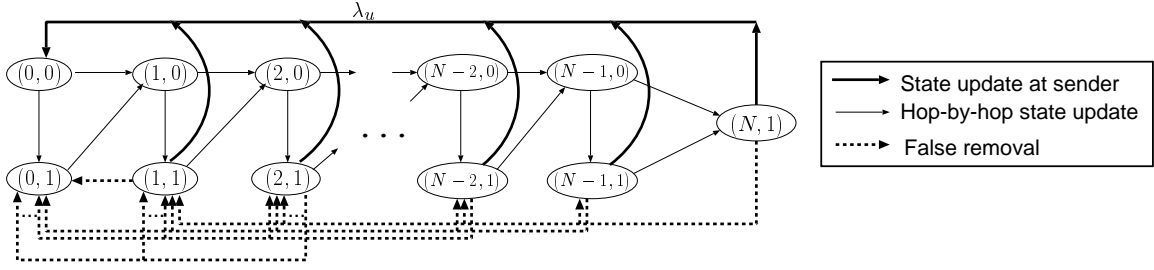 λ_u
(0, 0) (1, 0) (2, 0) (N − 2, 0) (N − 1, 0)
(N, 1)
. . .
(0, 1) (1, 1) (2, 1) (N − 2, 1) (N − 1, 1)
State update at sender
Hop-by-hop state update
False removal